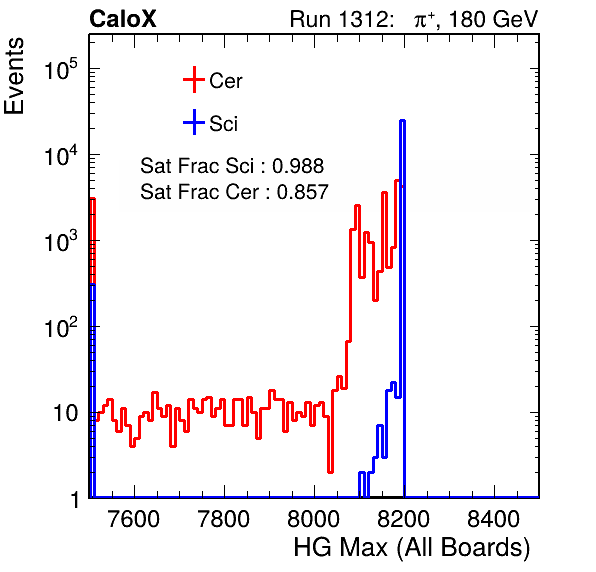 CaloX Run 1312: π⁺, 180 GeV
Events
Cer
Sci
Sat Frac Sci : 0.988
Sat Frac Cer : 0.857
10⁵
10⁴
10³
10²
10
1
7600 7800 8000 8200 8400
HG Max (All Boards)